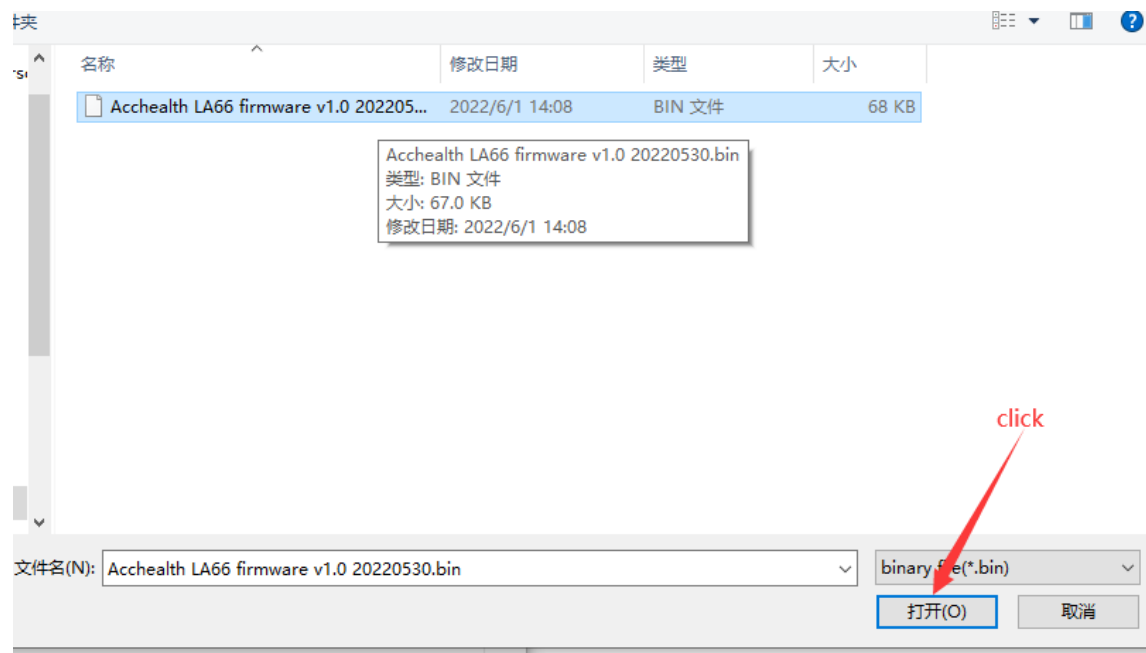 件夹
名称 修改日期 类型 大小
Acchealth LA66 firmware v1.0 202205... 2022/6/1 14:08 BIN 文件 68 KB
Acchealth LA66 firmware v1.0 20220530.bin
类型: BIN 文件
大小: 67.0 KB
修改日期: 2022/6/1 14:08
click
文件名(N): Acchealth LA66 firmware v1.0 20220530.bin binary file(*.bin)
打开(O) 取消